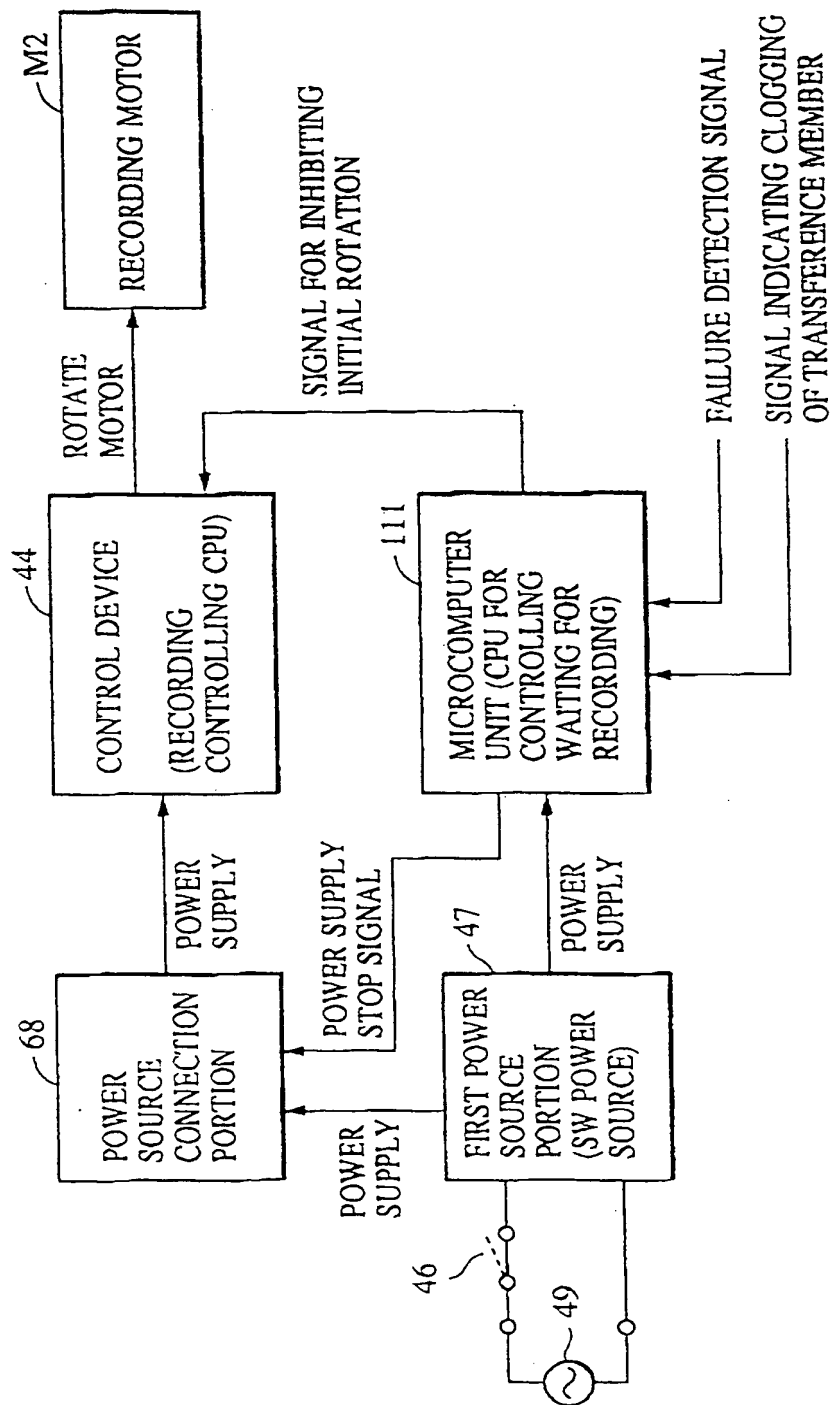 M2
RECORDING MOTOR
ROTATE
MOTOR
44
CONTROL DEVICE
(RECORDING
CONTROLLING CPU)
SIGNAL FOR INHIBITING
INITIAL ROTATION
POWER
SUPPLY
68
POWER
SOURCE
CONNECTION
PORTION
111
MICROCOMPUTER
UNIT (CPU FOR
CONTROLLING
WAITING FOR
RECORDING)
POWER SUPPLY
STOP SIGNAL
POWER
SUPPLY
47
FIRST POWER
SOURCE
PORTION
(SW POWER
SOURCE)
POWER
SUPPLY
46
49
FAILURE DETECTION SIGNAL
SIGNAL INDICATING CLOGGING
OF TRANSFERENCE MEMBER